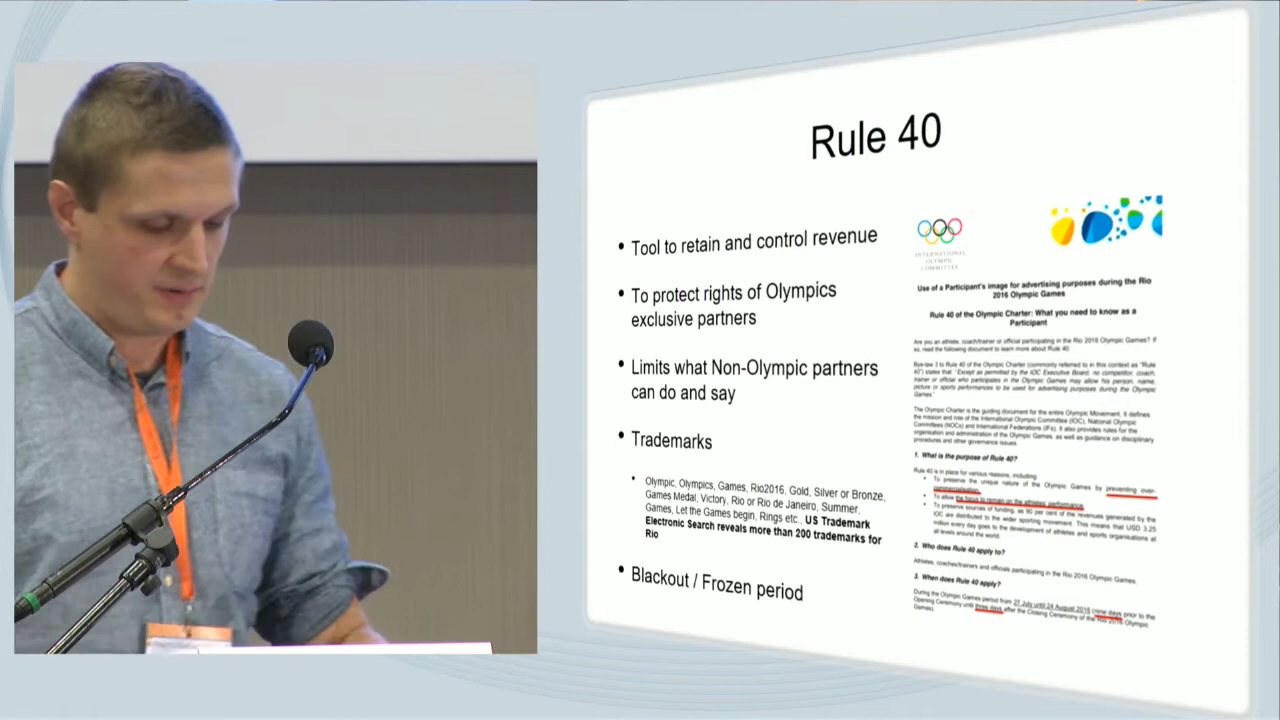 Rule 40
• Tool to retain and control revenue
• To protect rights of Olympics
exclusive partners
• Limits what Non-Olympic partners
can do and say
• Trademarks
• Olympic, Olympics, Games, Rio2016, Gold, Silver or Bronze,
Games Medal, Victory, Rio or Rio de Janeiro, Summer,
Games, Let the Games begin, Rings etc., US Trademark
Electronic Search reveals more than 200 trademarks for
Rio
• Blackout / Frozen period
INTERNATIONAL
OLYMPIC
COMMITTEE
Use of a Participant's image for advertising purposes during the Rio
2016 Olympic Games
Rule 40 of the Olympic Charter: What you need to know as a
Participant
Are you an athlete, coach/trainer or official participating in the Rio 2016 Olympic Games? If
so, read the following document to learn more about Rule 40.
Bye-law 3 to Rule 40 of the Olympic Charter (commonly referred to in this context as "Rule
40") states that: "Except as permitted by the IOC Executive Board, no competitor, coach,
trainer or official who participates in the Olympic Games may allow his person, name,
picture or sports performances to be used for advertising purposes during the Olympic
Games."
The Olympic Charter is the guiding document for the entire Olympic Movement. It defines
the mission and role of the International Olympic Committee (IOC), National Olympic
Committees (NOCs) and International Federations (IFs). It also provides rules for the
organisation and administration of the Olympic Games, as well as guidance on disciplinary
procedures and other governance issues.
1. What is the purpose of Rule 40?
Rule 40 is in place for various reasons, including:
• To preserve the unique nature of the Olympic Games by preventing over-
commercialisation.
• To allow the focus to remain on the athletes' performance.
• To preserve sources of funding, as 90 per cent of the revenues generated by the
IOC are distributed to the wider sporting movement. This means that USD 3.25
million every day goes to the development of athletes and sports organisations at
all levels around the world.
2. Who does Rule 40 apply to?
Athletes, coaches/trainers and officials participating in the Rio 2016 Olympic Games.
3. When does Rule 40 apply?
During the Olympic Games period from 27 July until 24 August 2016 (nine days prior to the
Opening Ceremony until three days after the Closing Ceremony of the Rio 2016 Olympic
Games).